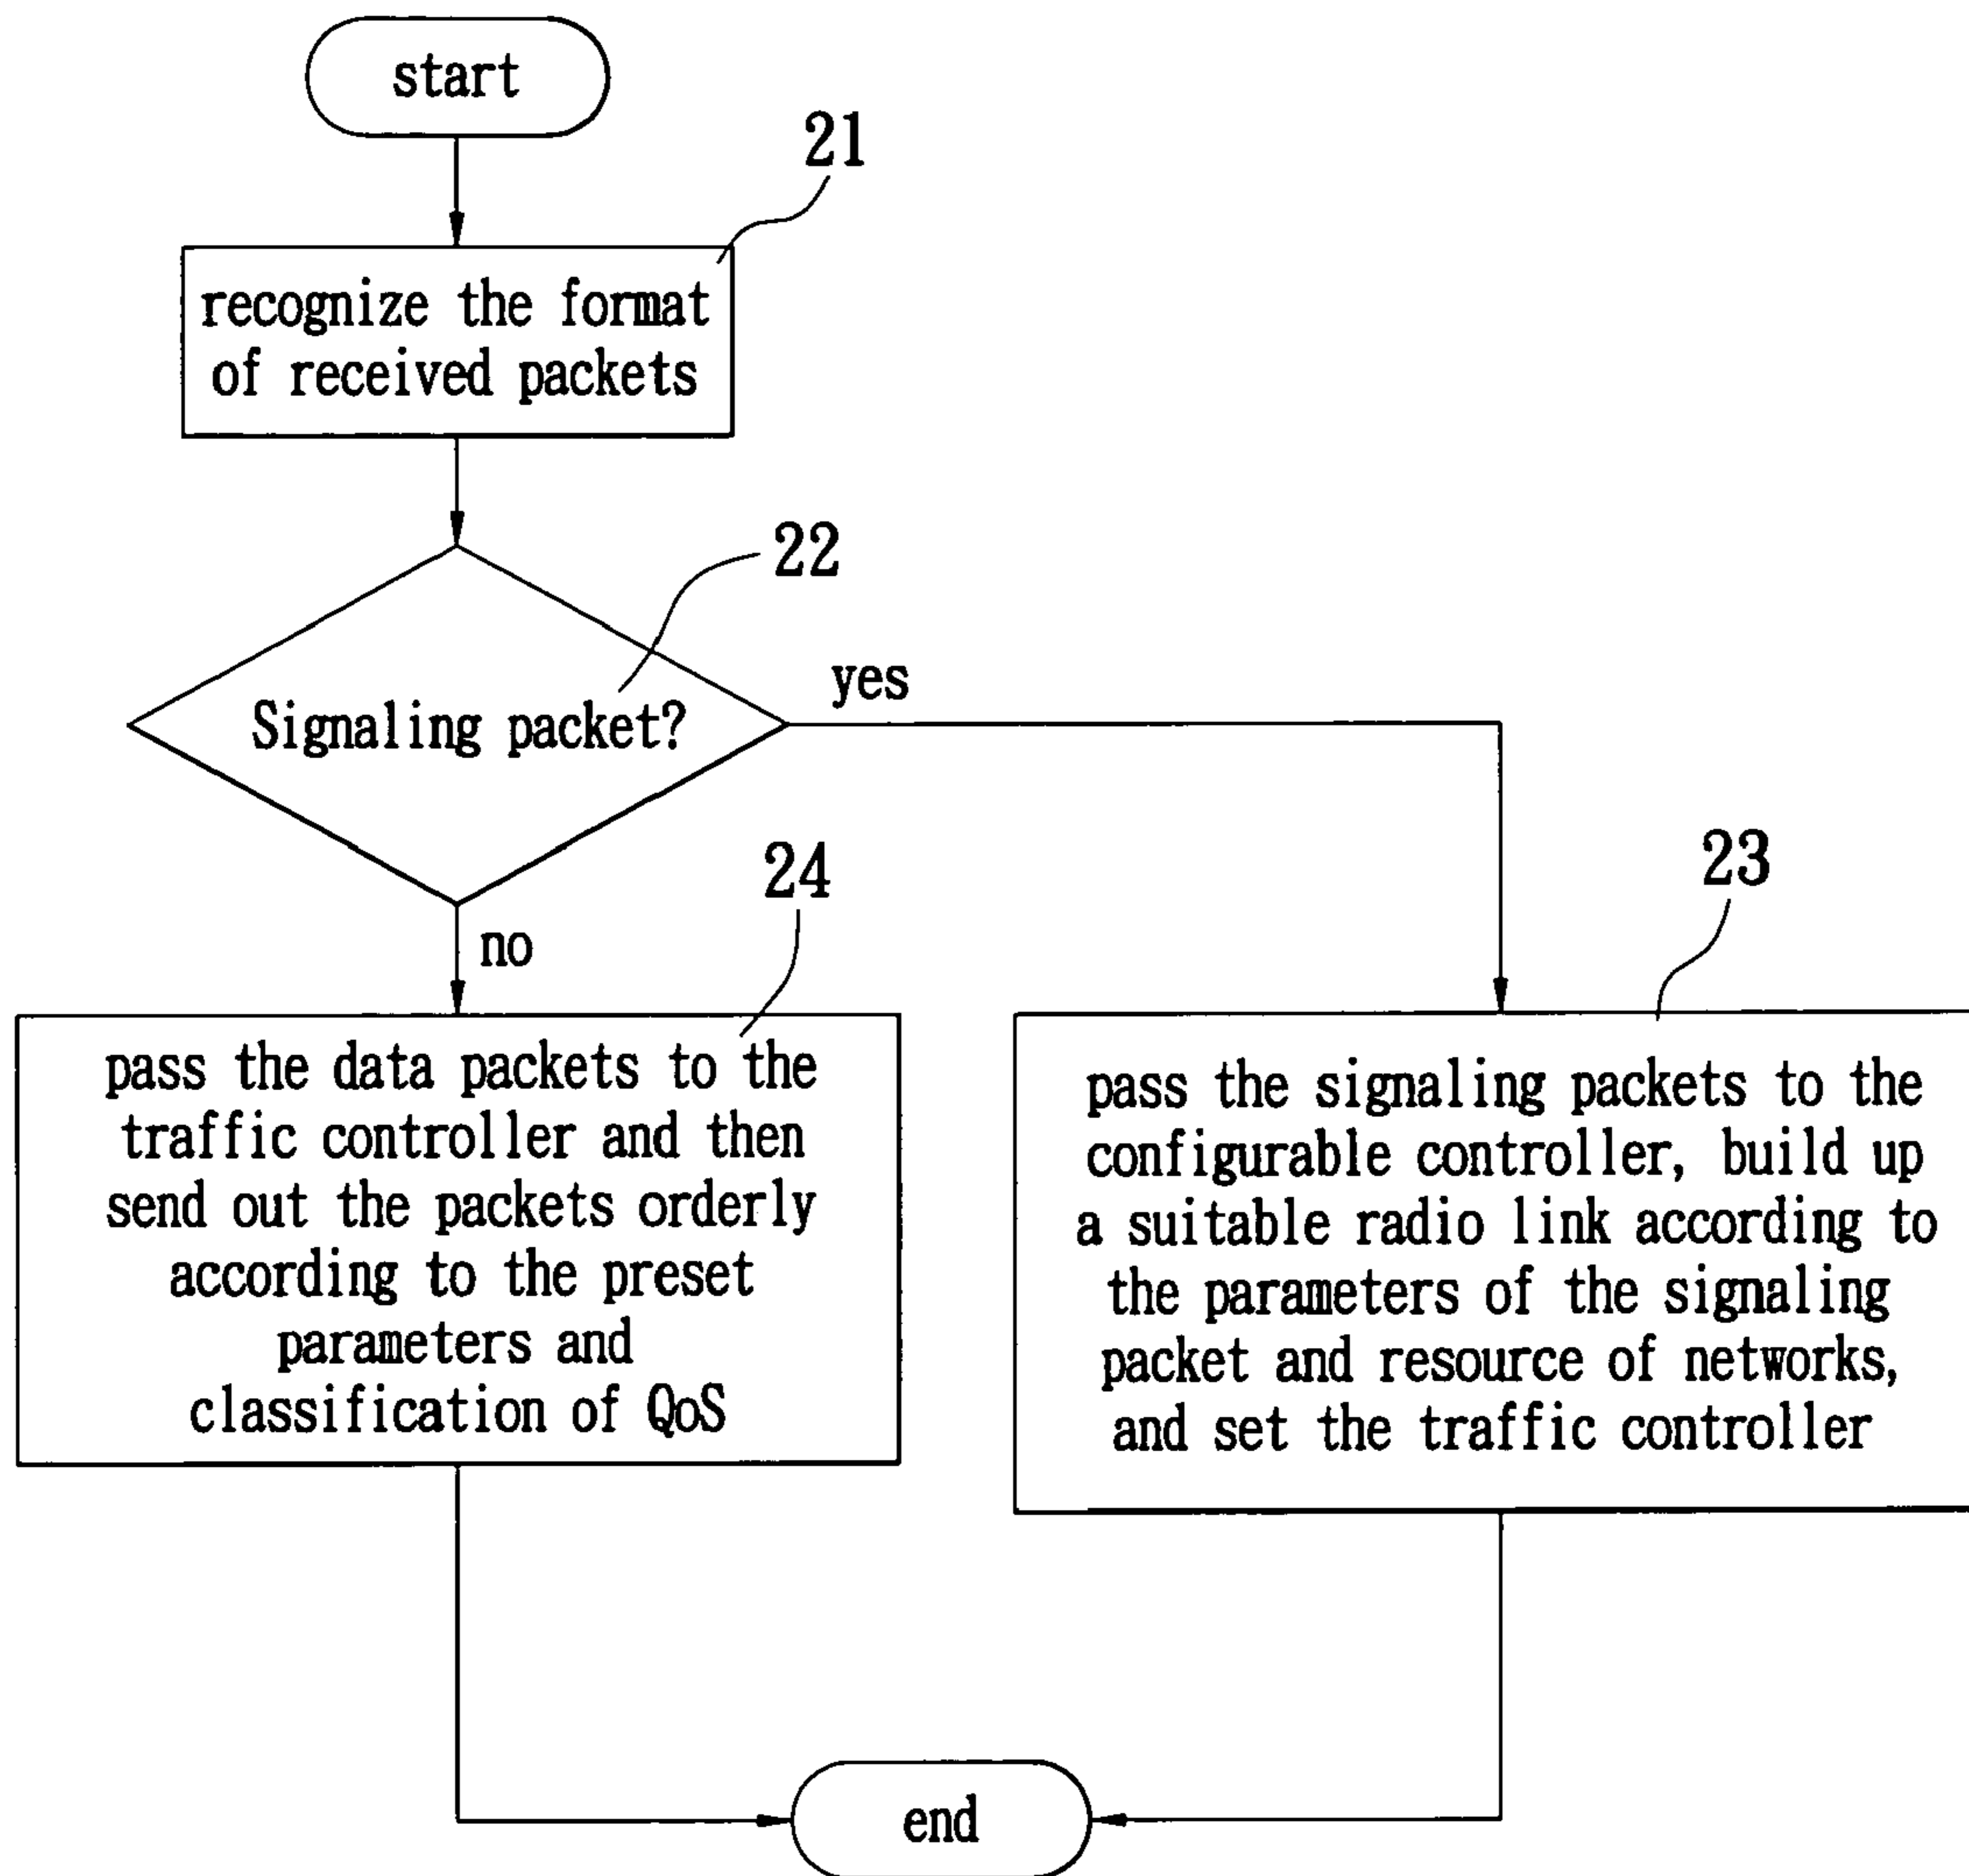 start
21
recognize the format
of received packets
22
Signaling packet?
yes
no
24
pass the data packets to the
traffic controller and then
send out the packets orderly
according to the preset
parameters and
classification of QoS
23
pass the signaling packets to the
configurable controller, build up
a suitable radio link according to
the parameters of the signaling
packet and resource of networks,
and set the traffic controller
end